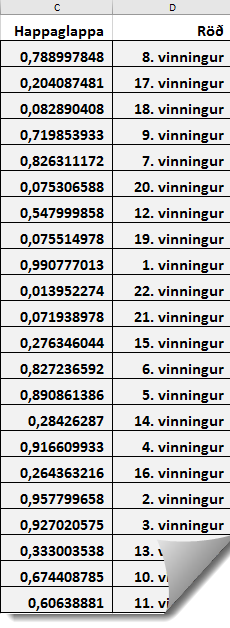 C D
Happaglappa Röð
0,788997848 8. vinningur
0,204087481 17. vinningur
0,082890408 18. vinningur
0,719853933 9. vinningur
0,826311172 7. vinningur
0,075306588 20. vinningur
0,547999858 12. vinningur
0,075514978 19. vinningur
0,990777013 1. vinningur
0,013952274 22. vinningur
0,071938978 21. vinningur
0,276346044 15. vinningur
0,827236592 6. vinningur
0,890861386 5. vinningur
0,28426287 14. vinningur
0,916609933 4. vinningur
0,264363216 16. vinningur
0,957799658 2. vinningur
0,927020575 3. vinningur
0,333003538 13.
0,674408785 10.
0,60638881 11.